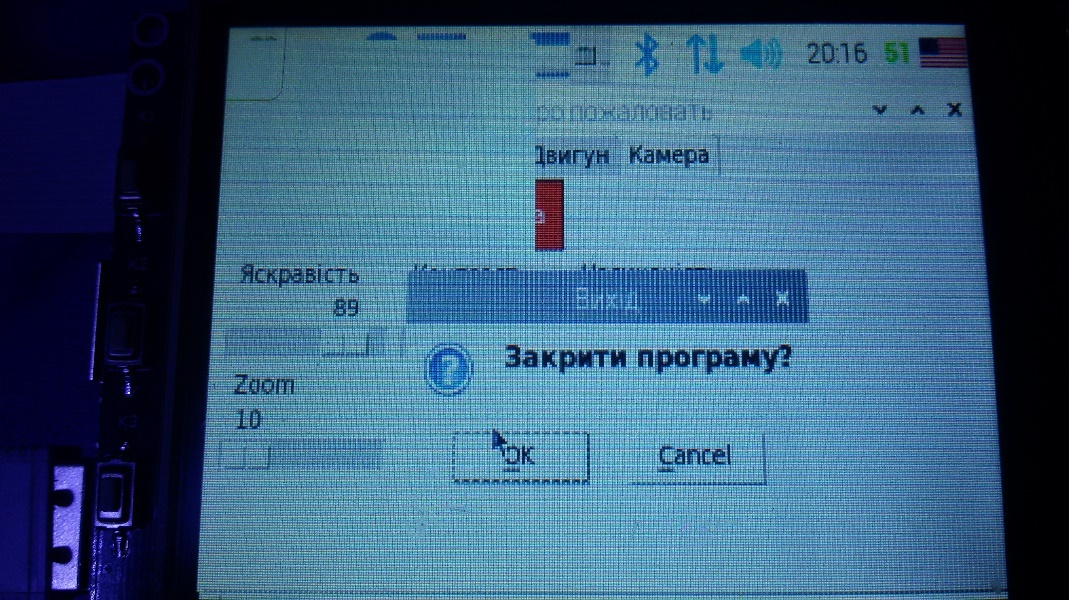 20:16 51
ро пожаловать
Двигун Камера
Яскравість
89
Вихід
Закрити програму?
Zoom
10
OK Cancel